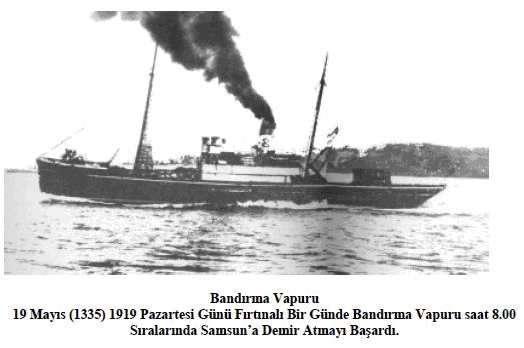 Bandırma Vapuru
19 Mayıs (1335) 1919 Pazartesi Günü Fırtınalı Bir Günde Bandırma Vapuru saat 8.00
Sıralarında Samsun’a Demir Atmayı Başardı.